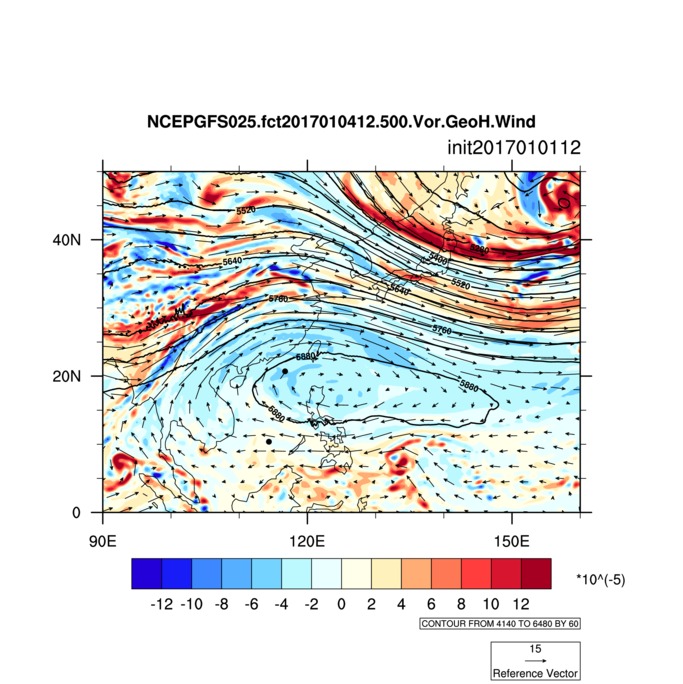 NCEPGFS025.fct2017010412.500.Vor.GeoH.Wind
init2017010112
5520
40N
5280
5400
5640
5520
5640
5760
5760
5880
20N
5880
5880
0
90E 120E 150E
-12 -10 -8 -6 -4 -2 0 2 4 6 8 10 12
*10^(-5)
CONTOUR FROM 4140 TO 6480 BY 60
15
Reference Vector